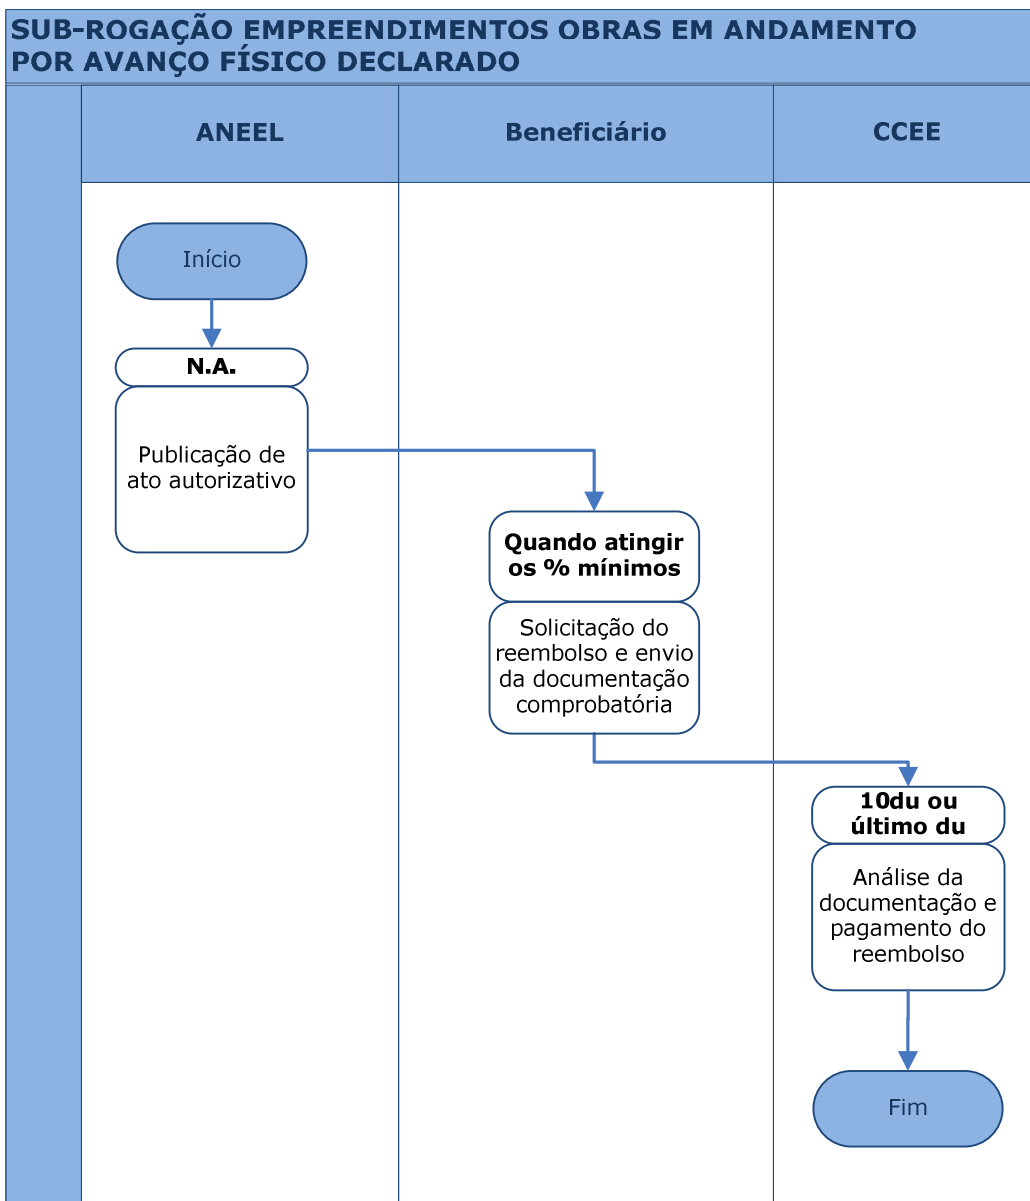 SUB-ROGAÇÃO EMPREENDIMENTOS OBRAS EM ANDAMENTO
POR AVANÇO FÍSICO DECLARADO
ANEEL
Beneficiário
CCEE
Início
N.A.
Publicação de
ato autorizativo
Quando atingir
os % mínimos
Solicitação do
reembolso e envio
da documentação
comprobatória
10du ou
último du
Análise da
documentação e
pagamento do
reembolso
Fim